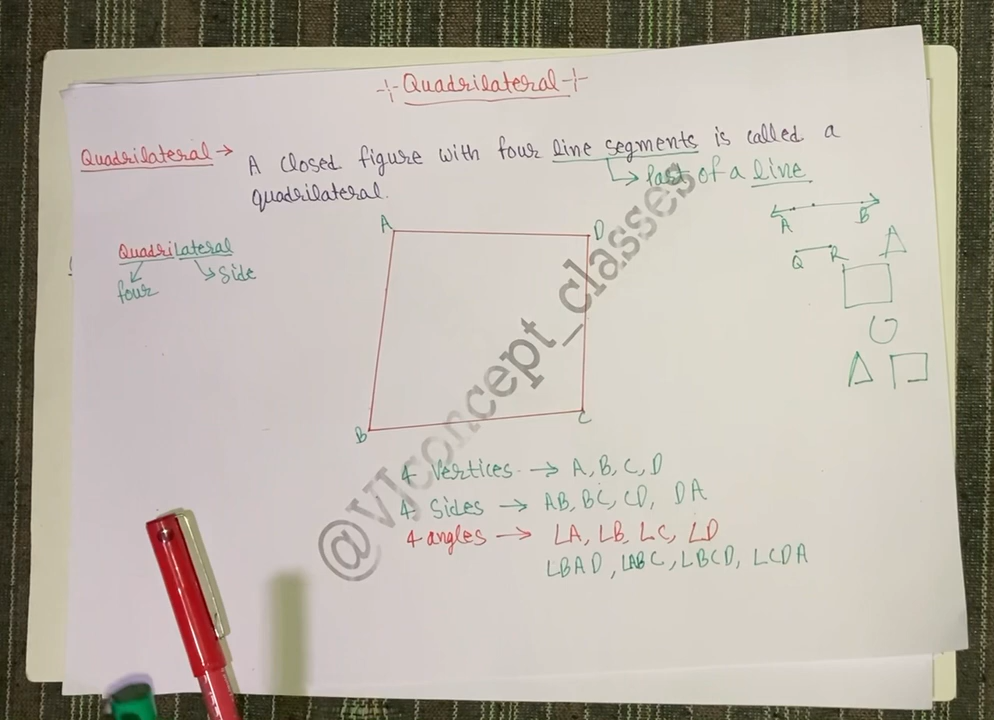 Quadrilateral
Quadrilateral → A closed figure with four line segments is called a
quadrilateral.
→ Part of a line
Quadrilateral
four
Side
A
D
B
C
A
B
Q
R
4 Vertices → A, B, C, D
4 Sides → AB, BC, CD, DA
4 angles → ∠A, ∠B, ∠C, ∠D
∠BAD, ∠ABC, ∠BCD, ∠CDA
@VJconcept_classes